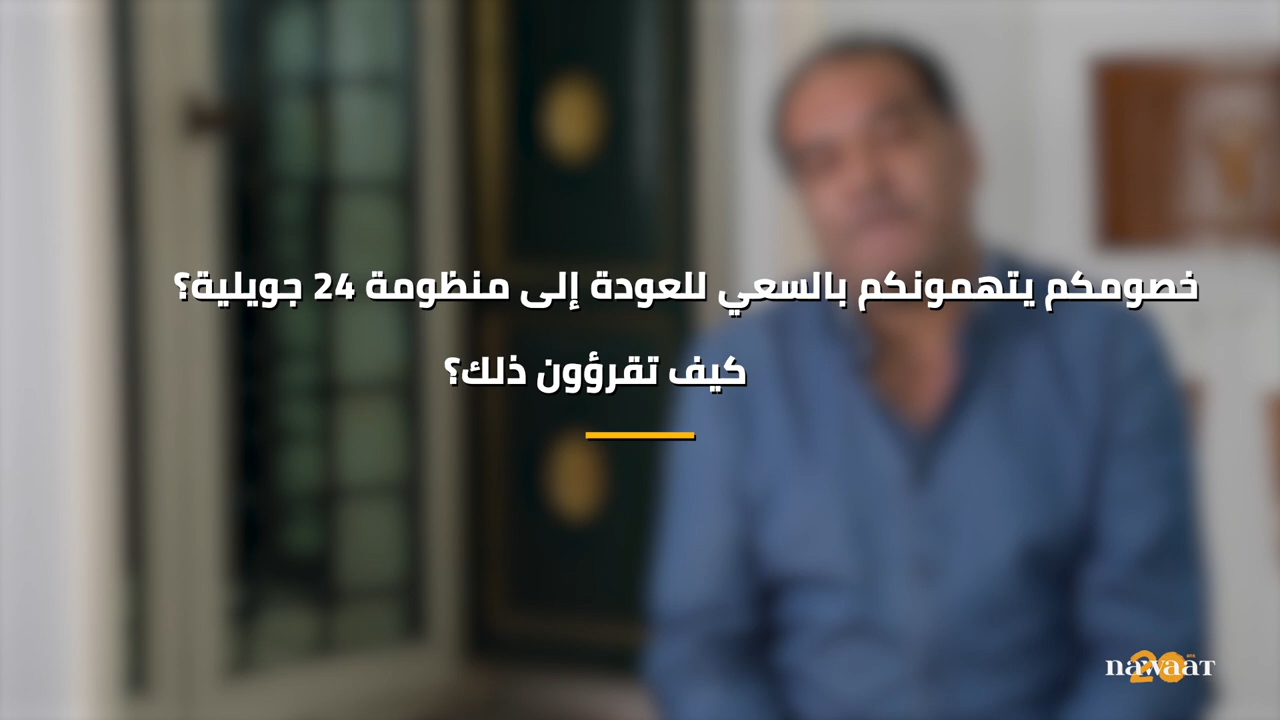 خصومكم يتهمونكم بالسعي للعودة إلى منظومة 24 جويلية؟
كيف تقرؤون ذلك؟
nawaat
20